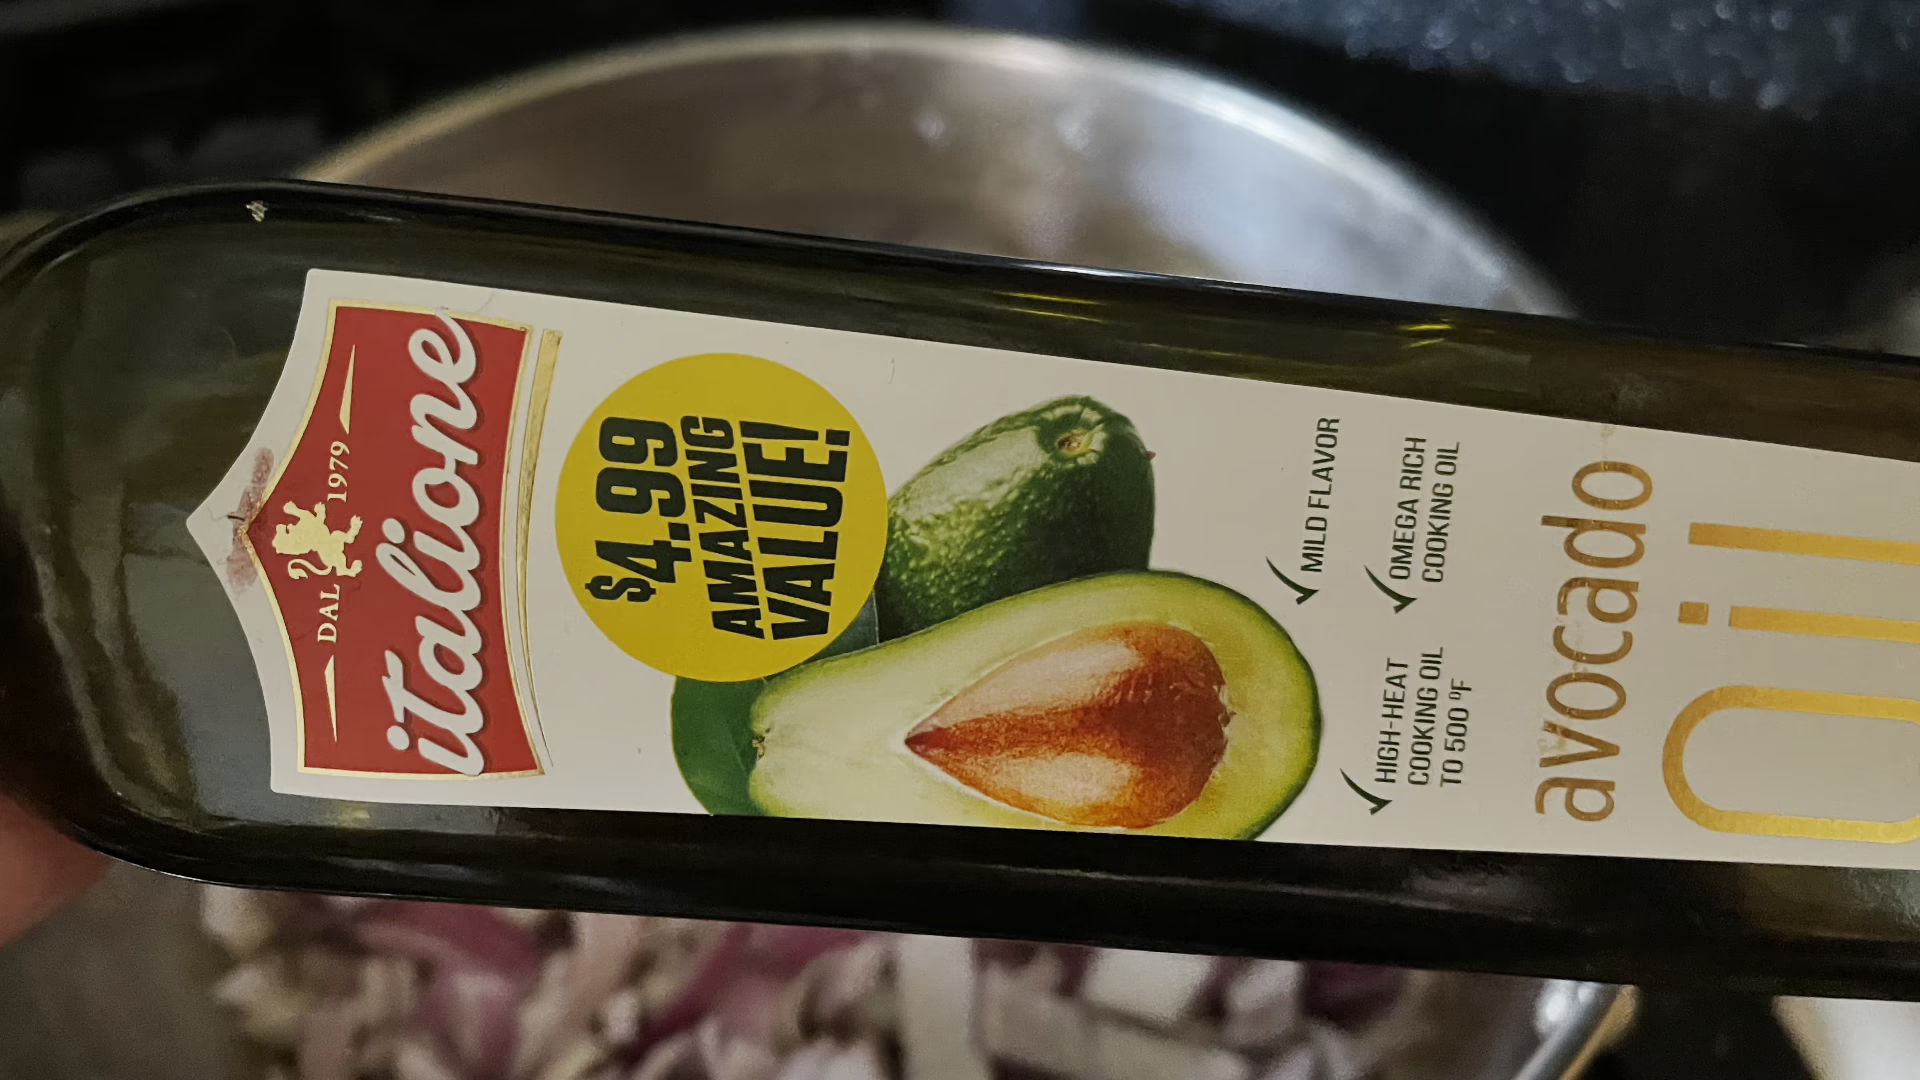 DAL 1979
italione
$4.99
AMAZING
VALUE!
MILD FLAVOR
OMEGA RICH
COOKING OIL
HIGH-HEAT
COOKING OIL
TO 500 ºF
avocado
Oil